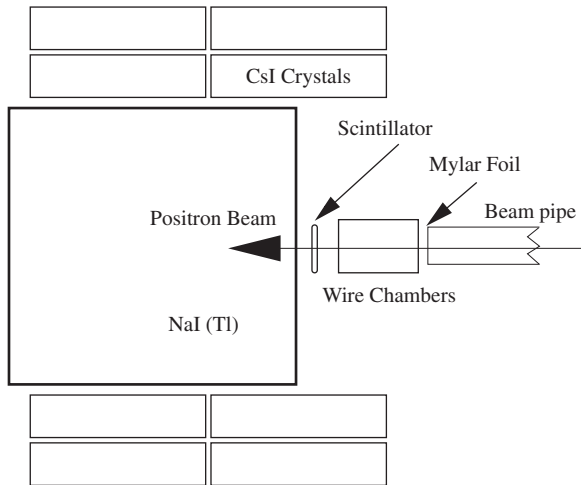 CsI Crystals
Scintillator
Mylar Foil
Beam pipe
Positron Beam
Wire Chambers
NaI (Tl)